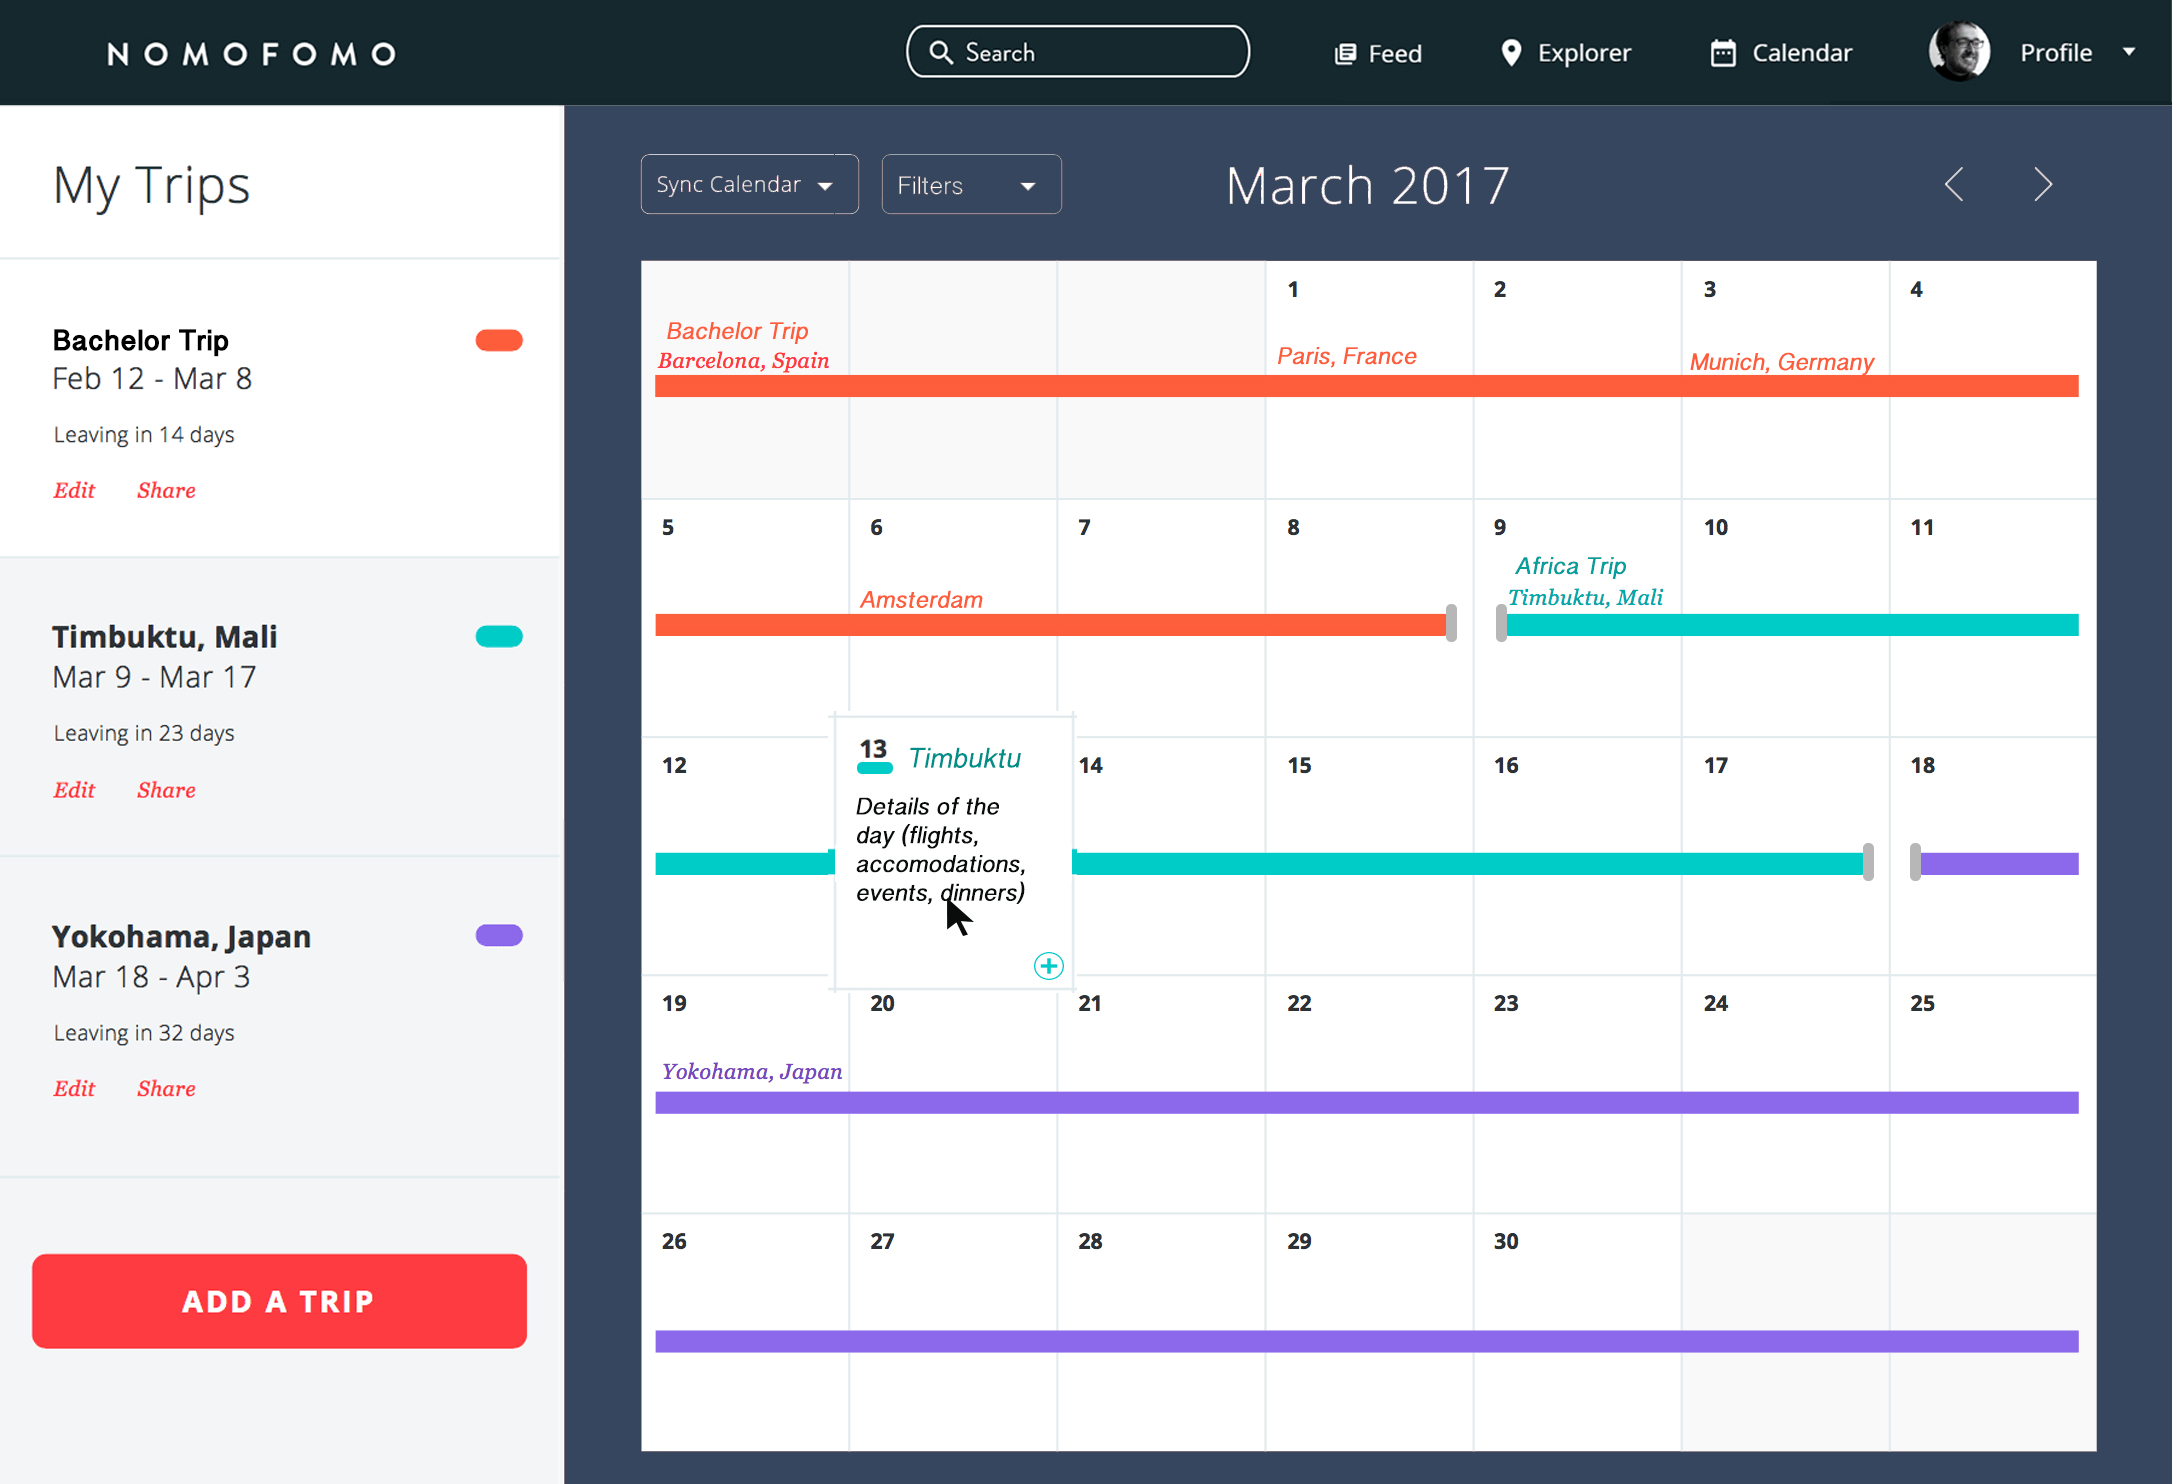 NOMOFOMO
Search
Feed
Explorer
Calendar
Profile
My Trips
Bachelor Trip
Feb 12 - Mar 8
Leaving in 14 days
Edit Share
Timbuktu, Mali
Mar 9 - Mar 17
Leaving in 23 days
Edit Share
Yokohama, Japan
Mar 18 - Apr 3
Leaving in 32 days
Edit Share
ADD A TRIP
Sync Calendar
Filters
March 2017
1 2 3 4
Bachelor Trip
Barcelona, Spain
Paris, France
Munich, Germany
5 6 7 8 9 10 11
Amsterdam
Africa Trip
Timbuktu, Mali
12
13 Timbuktu
Details of the
day (flights,
accomodations,
events, dinners)
14 15 16 17 18
19 20 21 22 23 24 25
Yokohama, Japan
26 27 28 29 30